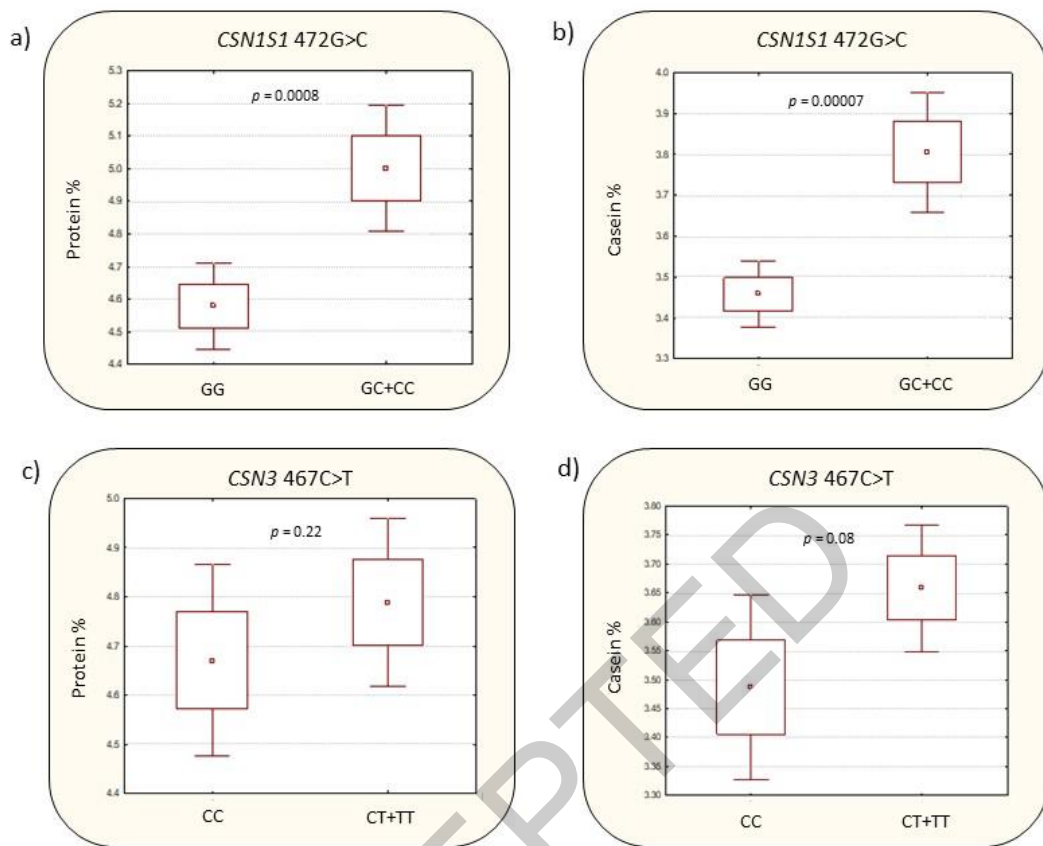 a)
CSN1S1 472G>C
5.3
5.2
5.1
5.0
4.9
4.8
4.7
4.6
4.5
4.4
Protein %
p = 0.0008
GG GC+CC
b)
CSN1S1 472G>C
4.0
3.9
3.8
3.7
3.6
3.5
3.4
3.3
Casein %
p = 0.00007
GG GC+CC
c)
CSN3 467C>T
5.0
4.9
4.8
4.7
4.6
4.5
4.4
Protein %
p = 0.22
CC CT+TT
d)
CSN3 467C>T
3.80
3.75
3.70
3.65
3.60
3.55
3.50
3.45
3.40
3.35
3.30
Casein %
p = 0.08
CC CT+TT
EPTED